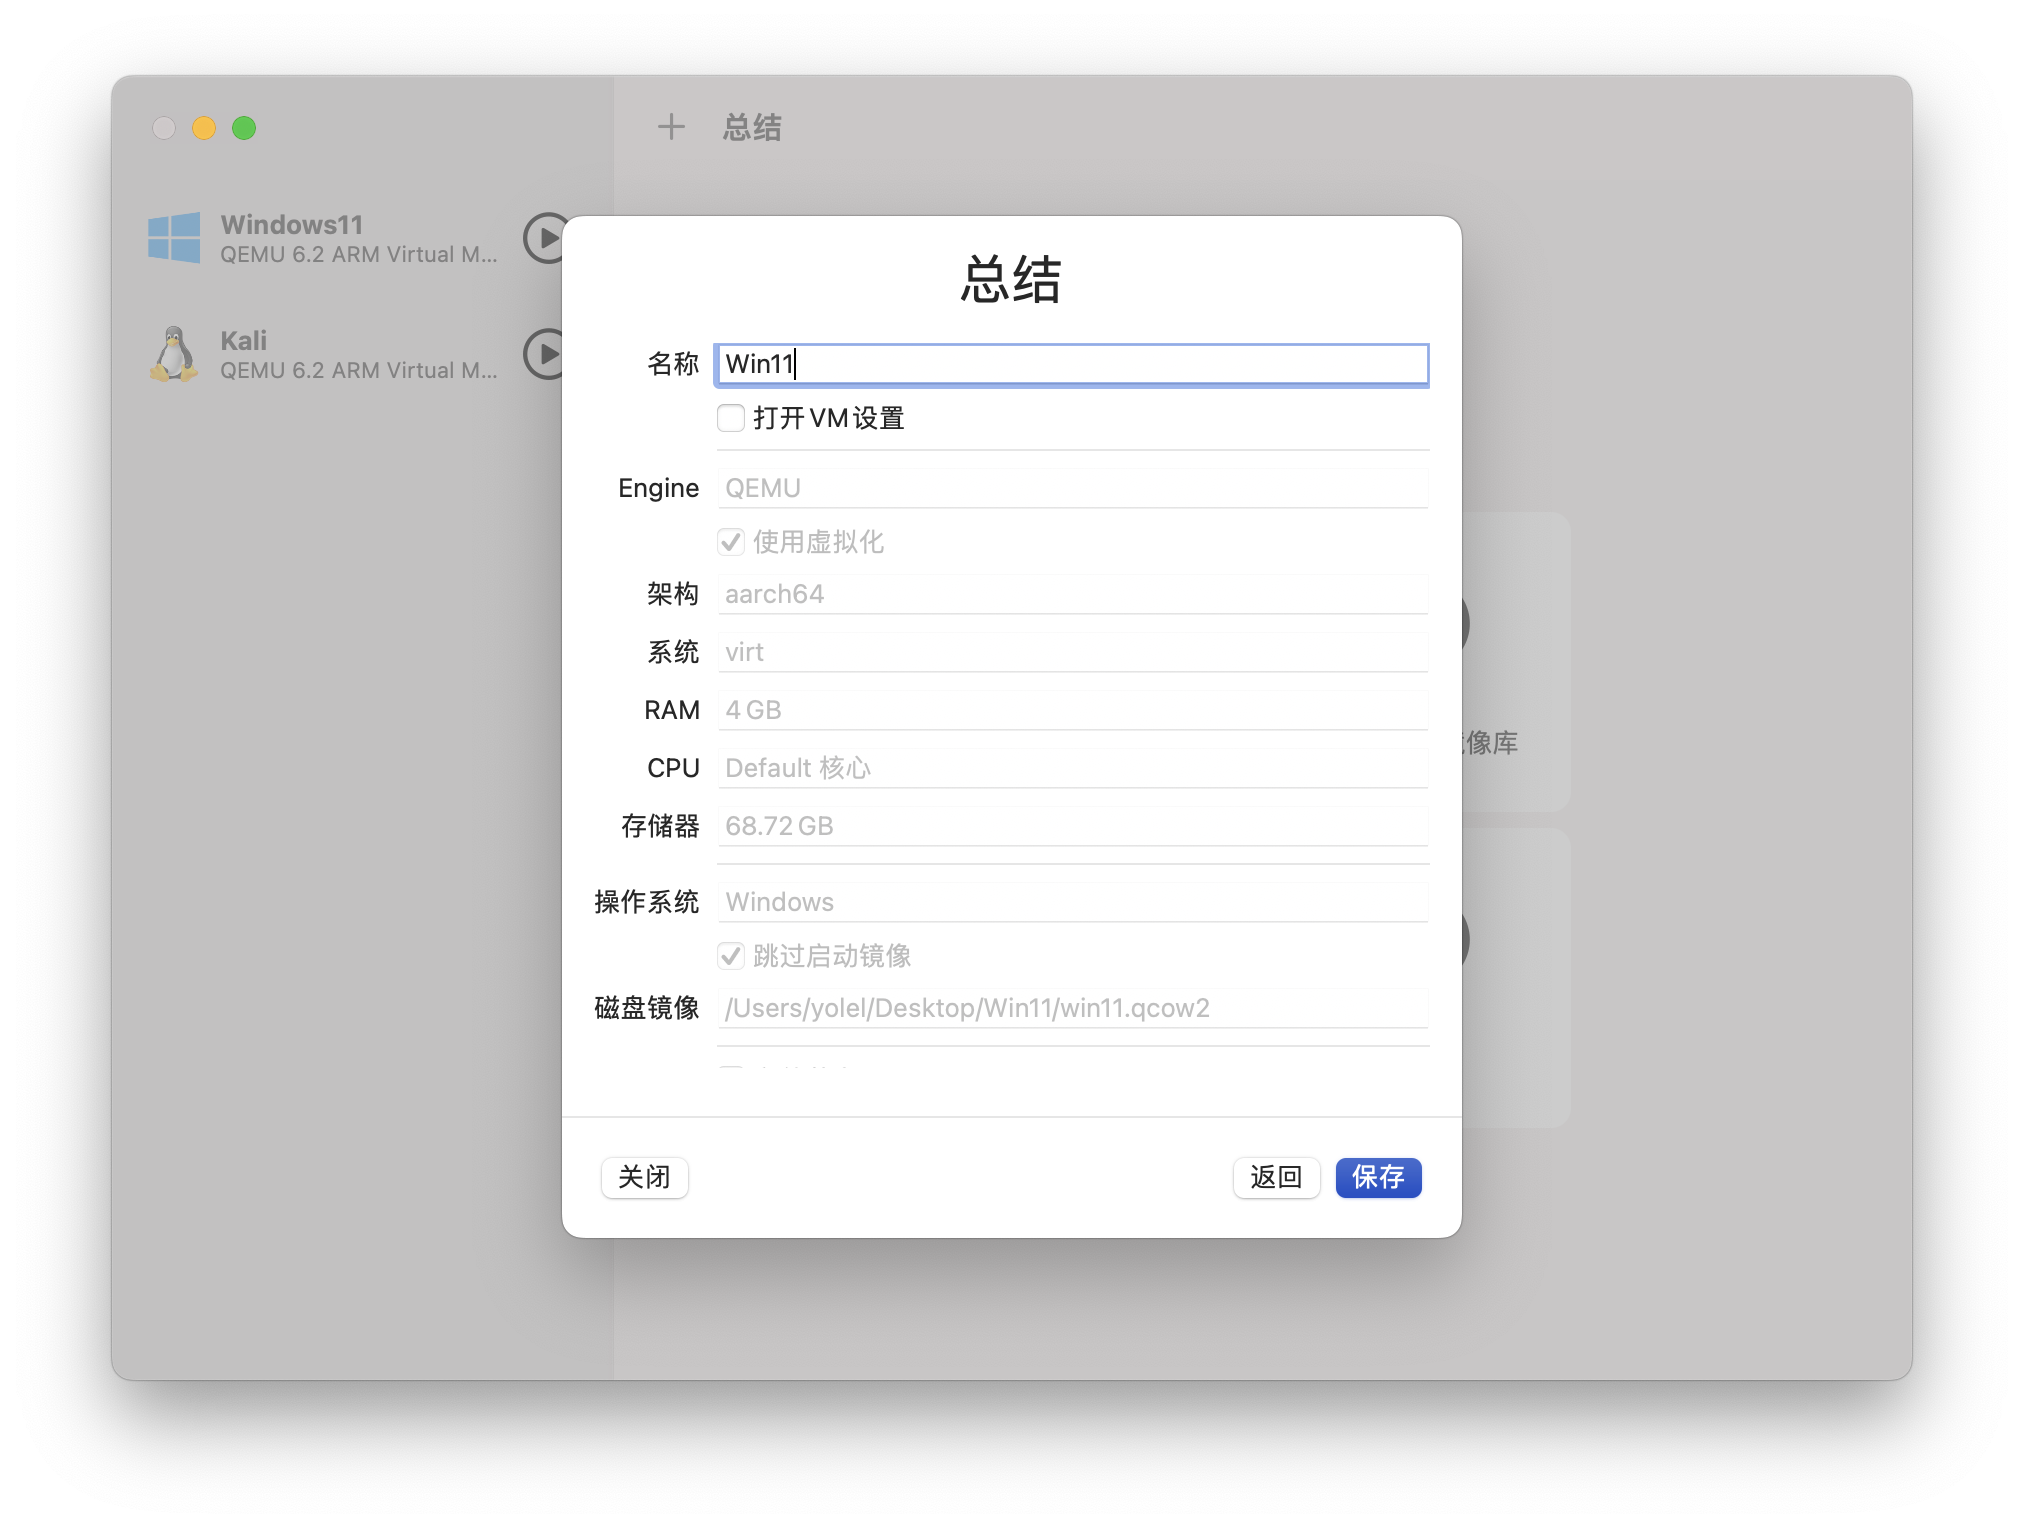 总结
Windows11
QEMU 6.2 ARM Virtual M...
Kali
QEMU 6.2 ARM Virtual M...
总结
名称 Win11
打开VM设置
Engine QEMU
使用虚拟化
架构 aarch64
系统 virt
RAM 4 GB
CPU Default 核心
存储器 68.72 GB
像库
操作系统 Windows
跳过启动镜像
磁盘镜像 /Users/yolel/Desktop/Win11/win11.qcow2
关闭
返回
保存